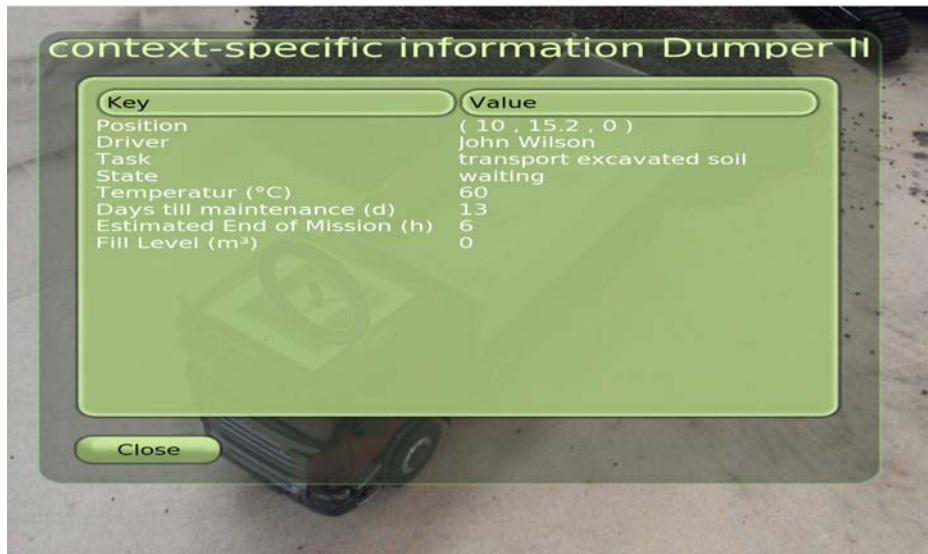 context-specific information Dumper II
Key Value
Position ( 10 , 15.2 , 0 )
Driver John Wilson
Task transport excavated soil
State waiting
Temperatur (°C) 60
Days till maintenance (d) 13
Estimated End of Mission (h) 6
Fill Level (m³) 0
Close